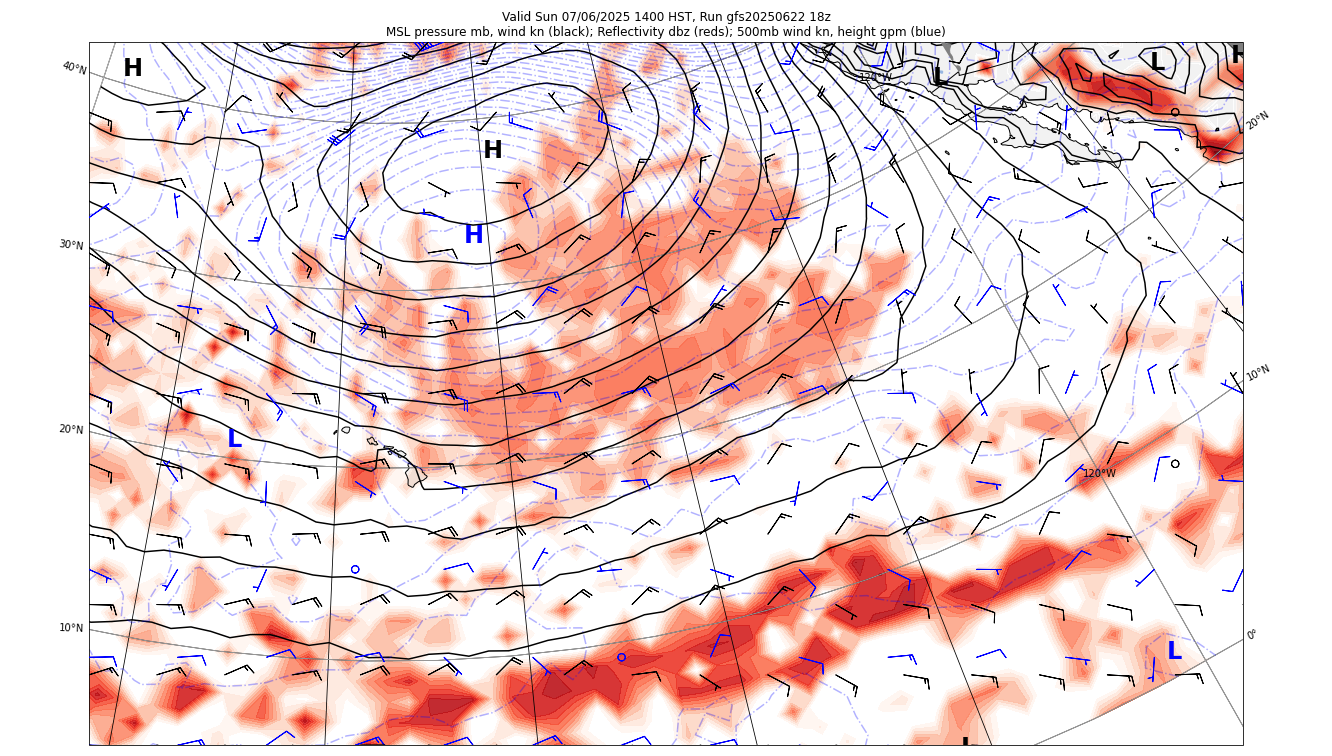 Valid Sun 07/06/2025 1400 HST, Run gfs20250622 18z
MSL pressure mb, wind kn (black); Reflectivity dbz (reds); 500mb wind kn, height gpm (blue)
H
L
L
H
40°N
120°W
20°N
H
H
30°N
10°N
L
20°N
120°W
10°N
0°
L
L